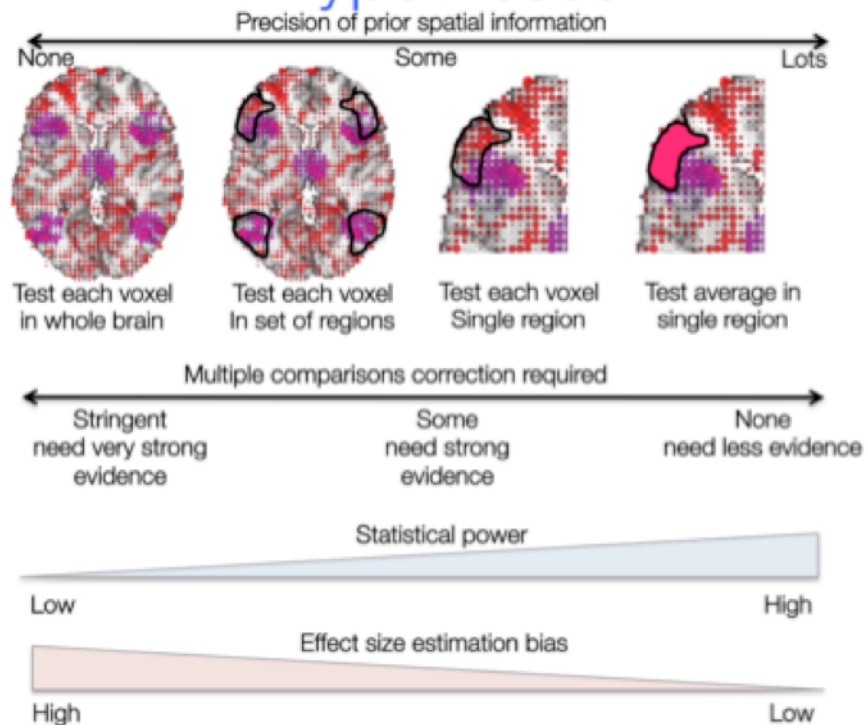 Precision of prior spatial information
None Some Lots
Test each voxel Test each voxel Test each voxel Test average in
in whole brain In set of regions Single region single region
Multiple comparisons correction required
Stringent Some None
need very strong need strong need less evidence
evidence evidence
Statistical power
Low High
Effect size estimation bias
High Low